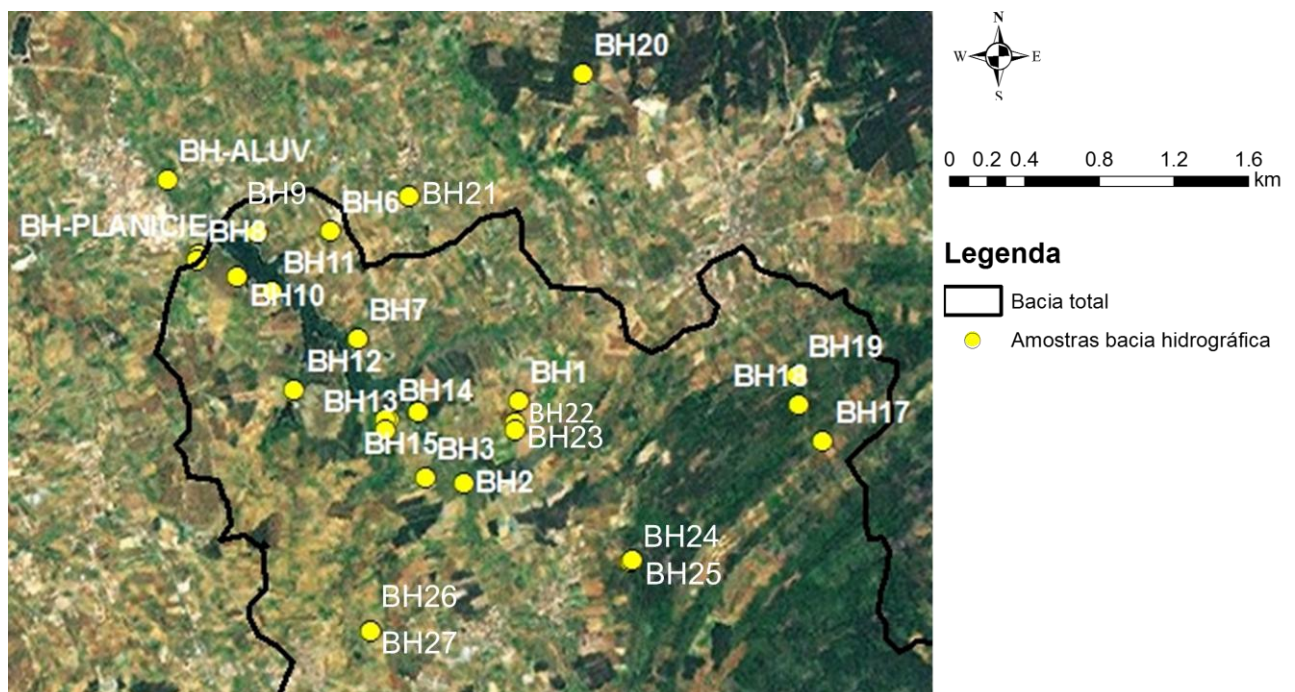 BH20
BH-ALUV
BH9
BH6
BH21
BH-PLANICIE
BH8
BH11
BH10
BH7
BH12
BH19
BH18
BH1
BH13
BH14
BH22
BH17
BH23
BH15
BH3
BH2
BH24
BH25
BH26
BH27
N
W
E
S
0 0.2 0.4 0.8 1.2 1.6
km
Legenda
Bacia total
Amostras bacia hidrográfica